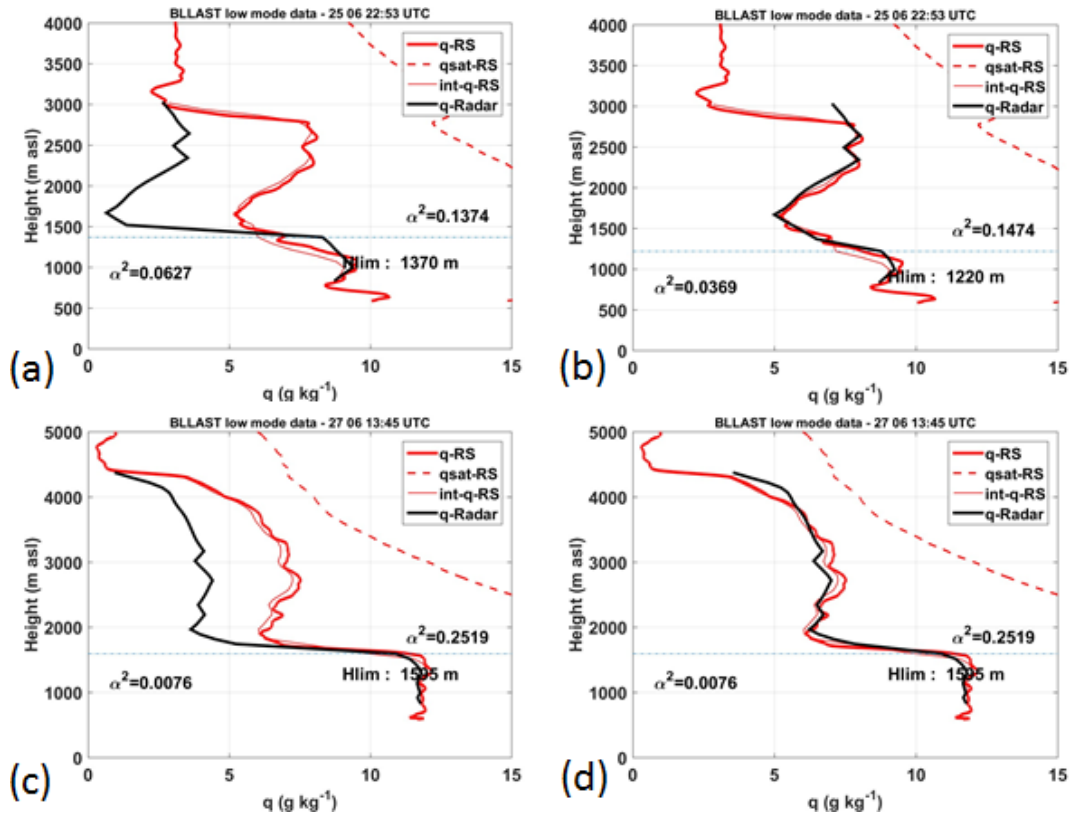 BLLAST low mode data - 25 06 22:53 UTC
4000
3500
3000
2500
2000
1500
1000
500
0
Height (m asl)
q-RS
qsat-RS
int-q-RS
q-Radar
α²=0.1374
α²=0.0627
Hlim : 1370 m
0 5 10 15
q (g kg⁻¹)
(a)
BLLAST low mode data - 25 06 22:53 UTC
4000
3500
3000
2500
2000
1500
1000
500
0
Height (m asl)
q-RS
qsat-RS
int-q-RS
q-Radar
α²=0.1474
α²=0.0369
Hlim : 1220 m
0 5 10 15
q (g kg⁻¹)
(b)
BLLAST low mode data - 27 06 13:45 UTC
5000
4000
3000
2000
1000
0
Height (m asl)
q-RS
qsat-RS
int-q-RS
q-Radar
α²=0.2519
α²=0.0076
Hlim : 1595 m
0 5 10 15
q (g kg⁻¹)
(c)
BLLAST low mode data - 27 06 13:45 UTC
5000
4000
3000
2000
1000
0
Height (m asl)
q-RS
qsat-RS
int-q-RS
q-Radar
α²=0.2519
α²=0.0076
Hlim : 1595 m
0 5 10 15
q (g kg⁻¹)
(d)